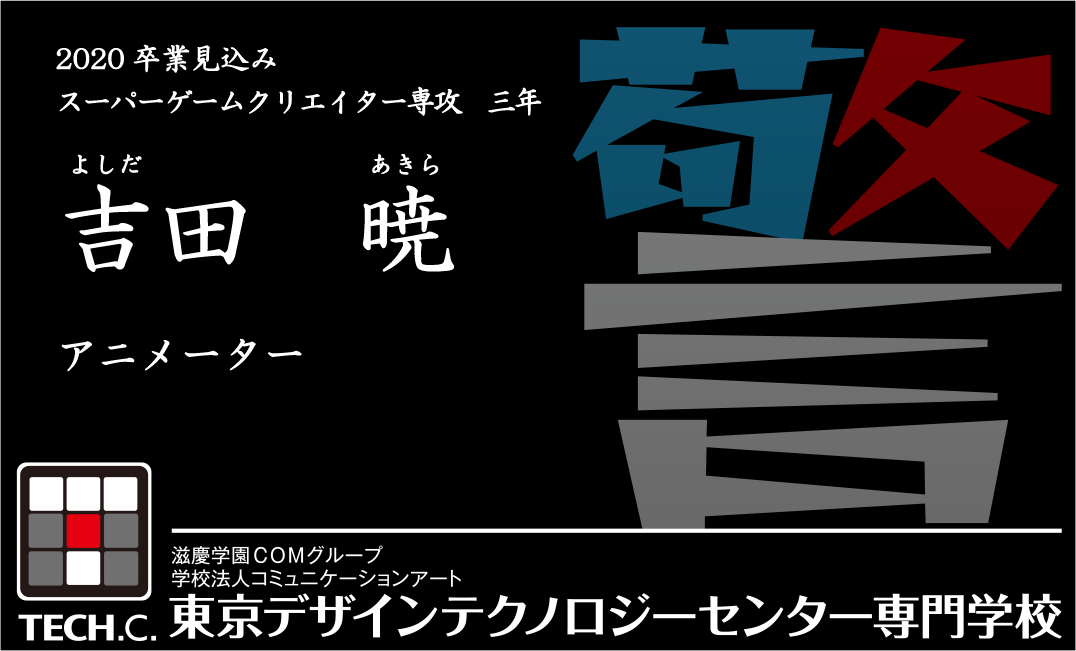 2020 卒業見込み
スーパーゲームクリエイター専攻　三年
よしだ　あきら
吉田　暁
アニメーター
警
滋慶学園COMグループ
学校法人コミュニケーションアート
TECH.C. 東京デザインテクノロジーセンター専門学校